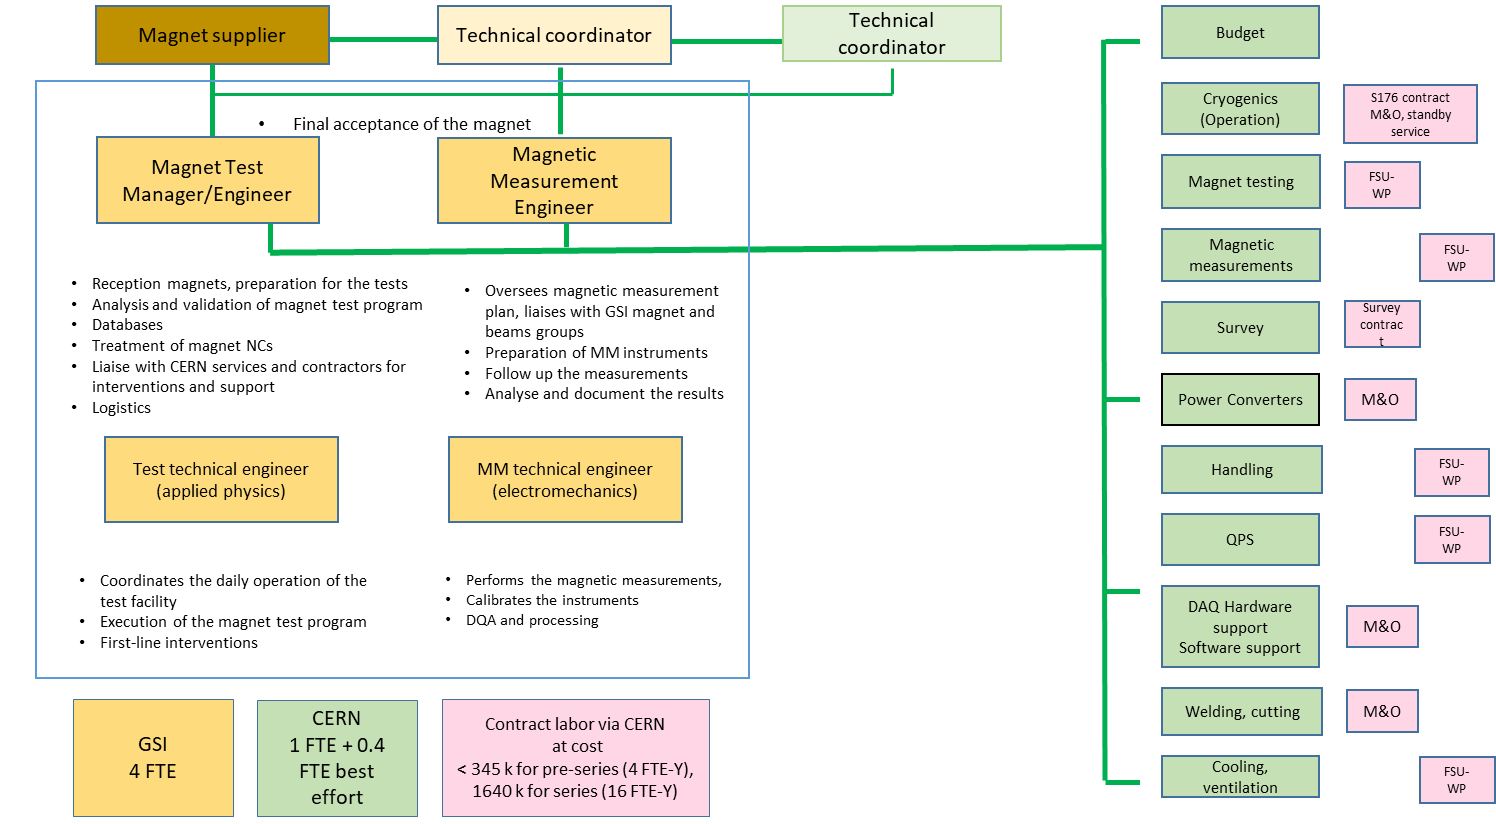 Magnet supplier
Technical coordinator
Technical
coordinator
• Final acceptance of the magnet
Magnet Test
Manager/Engineer
Magnetic
Measurement
Engineer
• Reception magnets, preparation for the tests
• Analysis and validation of magnet test program
• Databases
• Treatment of magnet NCs
• Liaise with CERN services and contractors for
interventions and support
• Logistics
• Oversees magnetic measurement
plan, liaises with GSI magnet and
beams groups
• Preparation of MM instruments
• Follow up the measurements
• Analyse and document the results
Test technical engineer
(applied physics)
MM technical engineer
(electromechanics)
• Coordinates the daily operation of the
test facility
• Execution of the magnet test program
• First-line interventions
• Performs the magnetic measurements,
• Calibrates the instruments
• DQA and processing
GSI
4 FTE
CERN
1 FTE + 0.4
FTE best
effort
Contract labor via CERN
at cost
< 345 k for pre-series (4 FTE-Y),
1640 k for series (16 FTE-Y)
Budget
Cryogenics
(Operation)
S176 contract
M&O, standby
service
Magnet testing
FSU-
WP
Magnetic
measurements
FSU-
WP
Survey
Survey
contrac
t
Power Converters
M&O
Handling
FSU-
WP
QPS
FSU-
WP
DAQ Hardware
support
Software support
M&O
Welding, cutting
M&O
Cooling,
ventilation
FSU-
WP